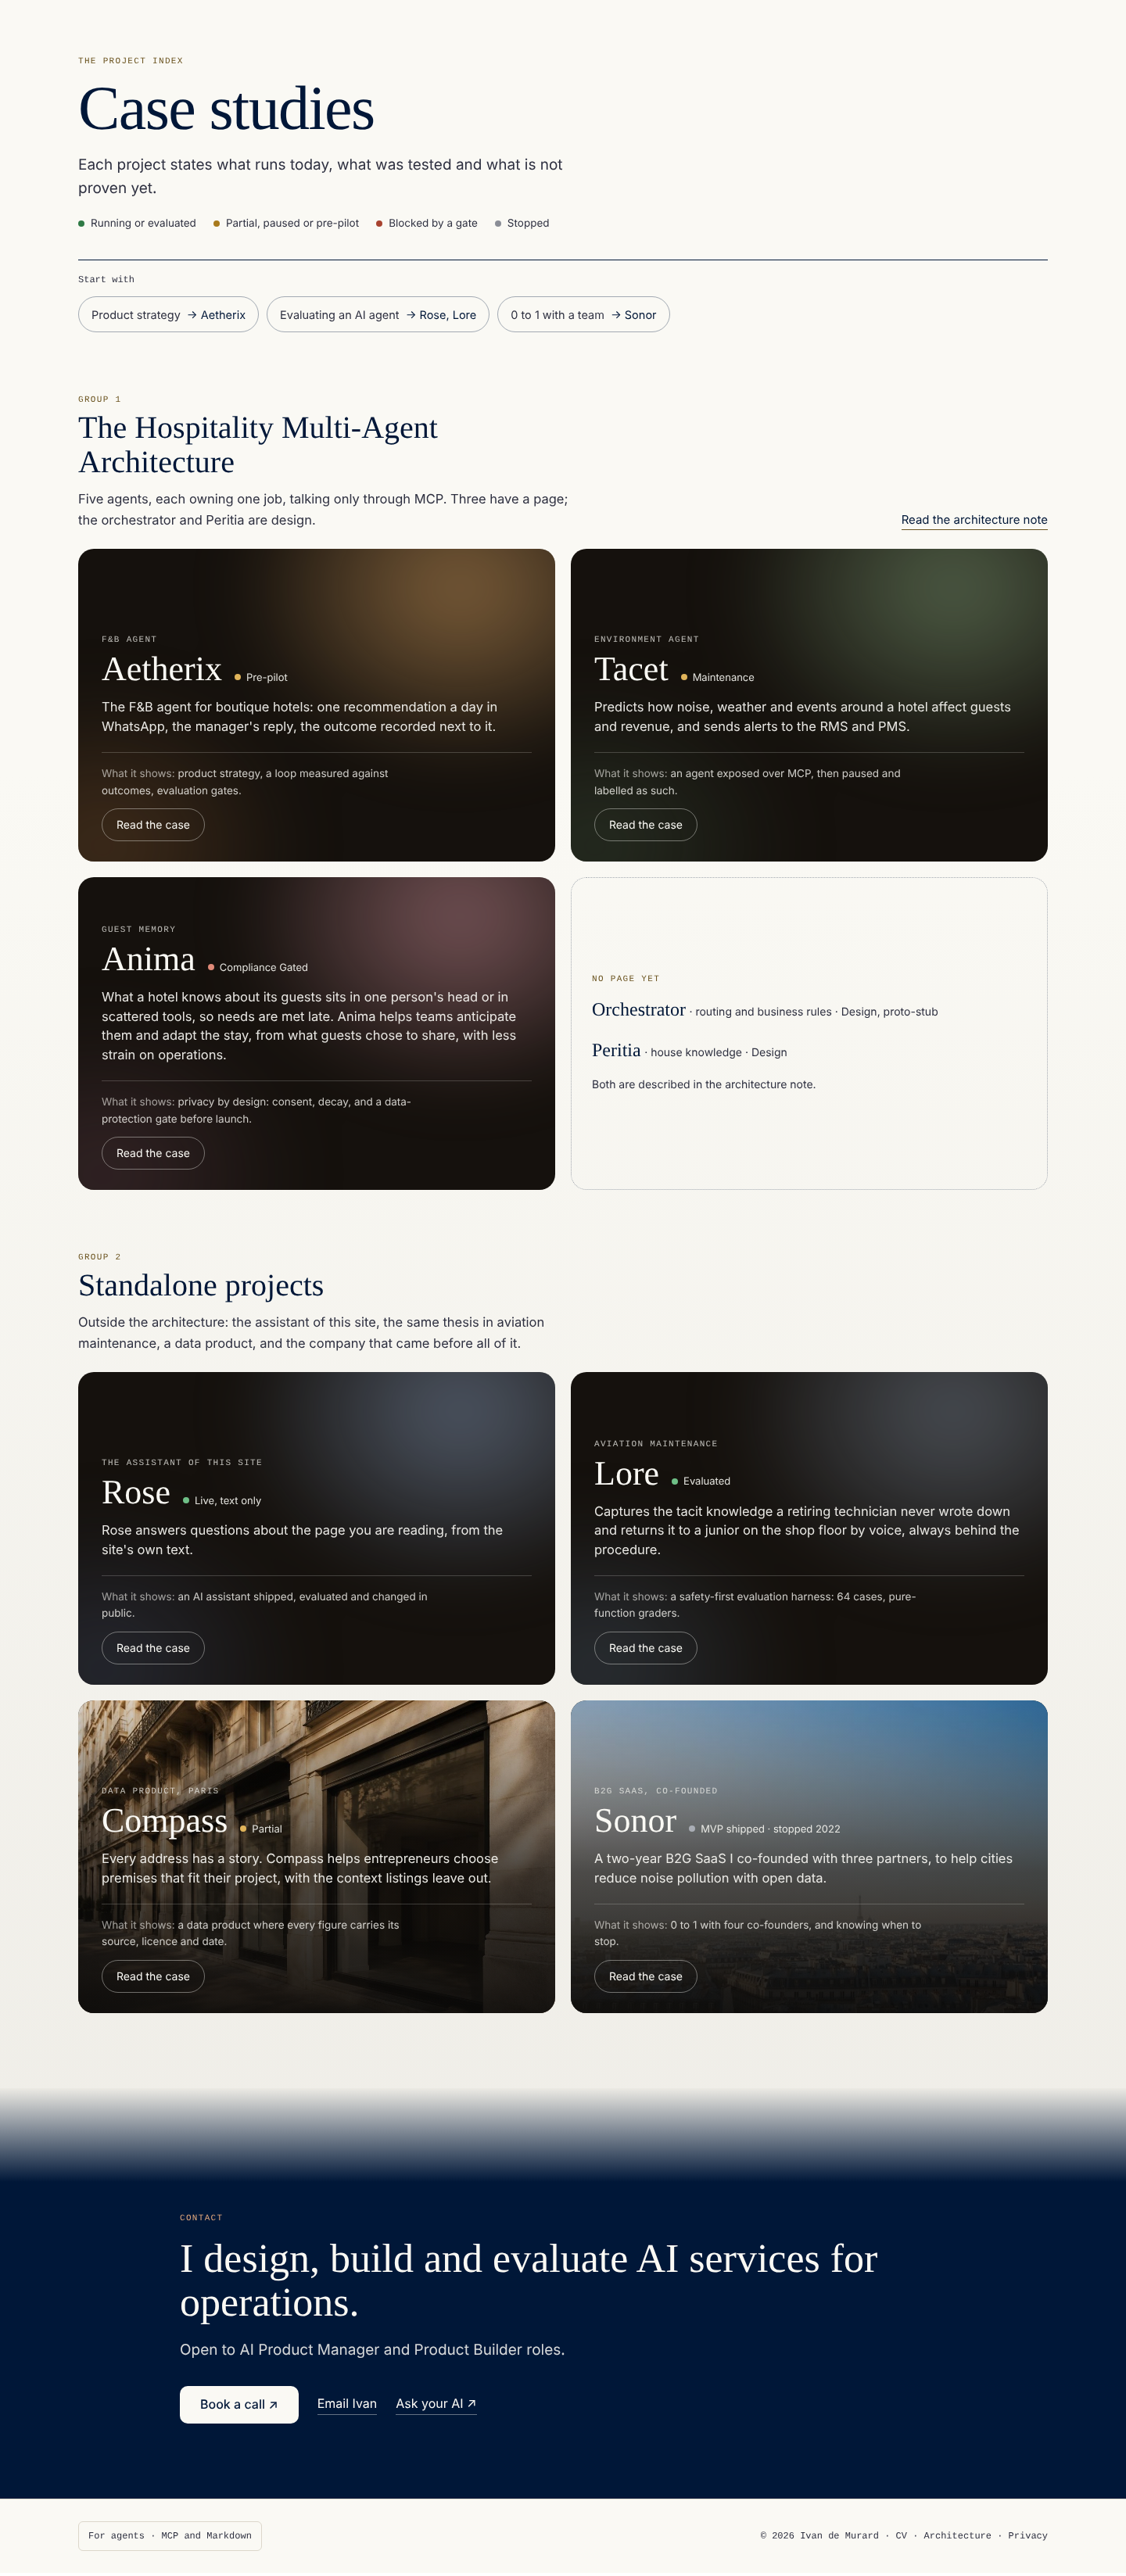 THE PROJECT INDEX
Case studies
Each project states what runs today, what was tested and what is not
proven yet.
Running or evaluated
Partial, paused or pre-pilot
Blocked by a gate
Stopped
Start with
Product strategy → Aetherix
Evaluating an AI agent → Rose, Lore
0 to 1 with a team → Sonor
GROUP 1
The Hospitality Multi-Agent
Architecture
Five agents, each owning one job, talking only through MCP. Three have a page;
the orchestrator and Peritia are design.
Read the architecture note
F&B AGENT
Aetherix
Pre-pilot
The F&B agent for boutique hotels: one recommendation a day in
WhatsApp, the manager's reply, the outcome recorded next to it.
What it shows: product strategy, a loop measured against
outcomes, evaluation gates.
Read the case
ENVIRONMENT AGENT
Tacet
Maintenance
Predicts how noise, weather and events around a hotel affect guests
and revenue, and sends alerts to the RMS and PMS.
What it shows: an agent exposed over MCP, then paused and
labelled as such.
Read the case
GUEST MEMORY
Anima
Compliance Gated
What a hotel knows about its guests sits in one person's head or in
scattered tools, so needs are met late. Anima helps teams anticipate
them and adapt the stay, from what guests chose to share, with less
strain on operations.
What it shows: privacy by design: consent, decay, and a data-
protection gate before launch.
Read the case
NO PAGE YET
Orchestrator · routing and business rules · Design, proto-stub
Peritia · house knowledge · Design
Both are described in the architecture note.
GROUP 2
Standalone projects
Outside the architecture: the assistant of this site, the same thesis in aviation
maintenance, a data product, and the company that came before all of it.
THE ASSISTANT OF THIS SITE
Rose
Live, text only
Rose answers questions about the page you are reading, from the
site's own text.
What it shows: an AI assistant shipped, evaluated and changed in
public.
Read the case
AVIATION MAINTENANCE
Lore
Evaluated
Captures the tacit knowledge a retiring technician never wrote down
and returns it to a junior on the shop floor by voice, always behind the
procedure.
What it shows: a safety-first evaluation harness: 64 cases, pure-
function graders.
Read the case
DATA PRODUCT, PARIS
Compass
Partial
Every address has a story. Compass helps entrepreneurs choose
premises that fit their project, with the context listings leave out.
What it shows: a data product where every figure carries its
source, licence and date.
Read the case
B2G SAAS, CO-FOUNDED
Sonor
MVP shipped · stopped 2022
A two-year B2G SaaS I co-founded with three partners, to help cities
reduce noise pollution with open data.
What it shows: 0 to 1 with four co-founders, and knowing when to
stop.
Read the case
CONTACT
I design, build and evaluate AI services for
operations.
Open to AI Product Manager and Product Builder roles.
Book a call ↗
Email Ivan
Ask your AI ↗
For agents · MCP and Markdown
© 2026 Ivan de Murard · CV · Architecture · Privacy